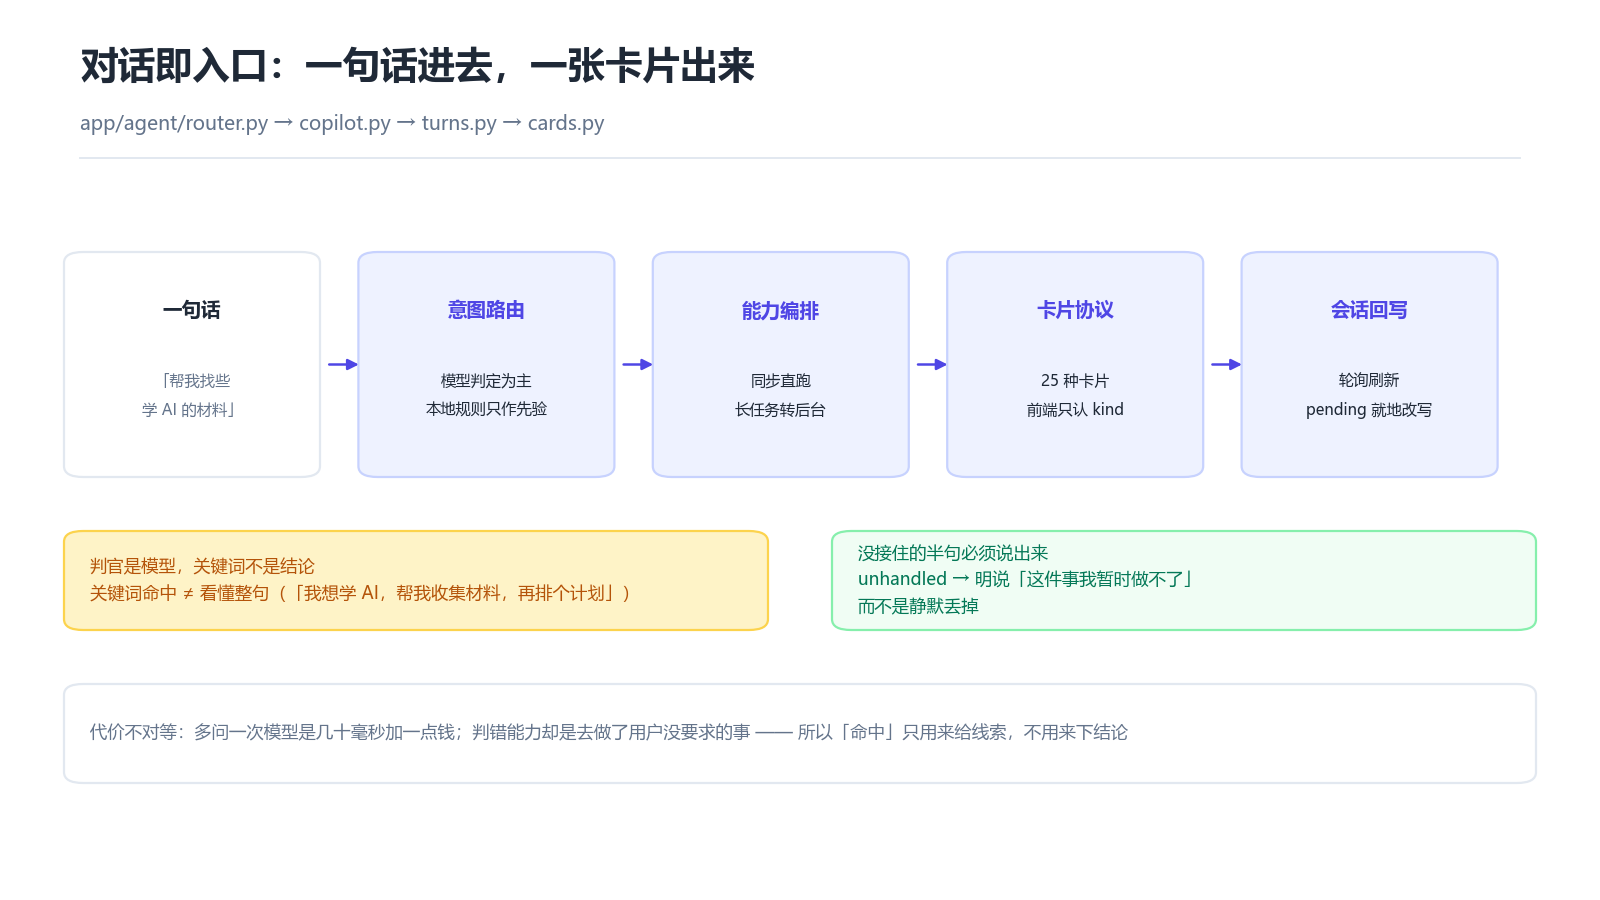 对话即入口：一句话进去，一张卡片出来
app/agent/router.py → copilot.py → turns.py → cards.py
一句话
「帮我找些
学 AI 的材料」
意图路由
模型判定为主
本地规则只作先验
能力编排
同步直跑
长任务转后台
卡片协议
25 种卡片
前端只认 kind
会话回写
轮询刷新
pending 就地改写
判官是模型，关键词不是结论
关键词命中 ≠ 看懂整句（「我想学 AI，帮我收集材料，再排个计划」）
没接住的半句必须说出来
unhandled → 明说「这件事我暂时做不了」
而不是静默丢掉
代价不对等：多问一次模型是几十毫秒加一点钱；判错能力却是去做了用户没要求的事 —— 所以「命中」只用来给线索，不用来下结论